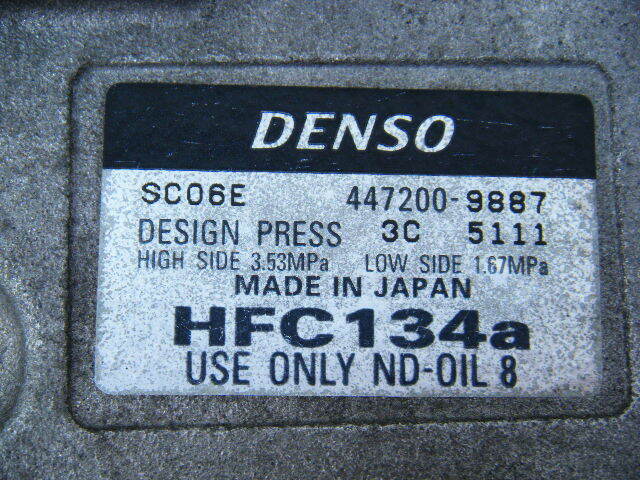 DENSO
SC06E 447200-9887
DESIGN PRESS 3C 5111
HIGH SIDE 3.53MPa LOW SIDE 1.67MPa
MADE IN JAPAN
HFC134a
USE ONLY ND-OIL 8